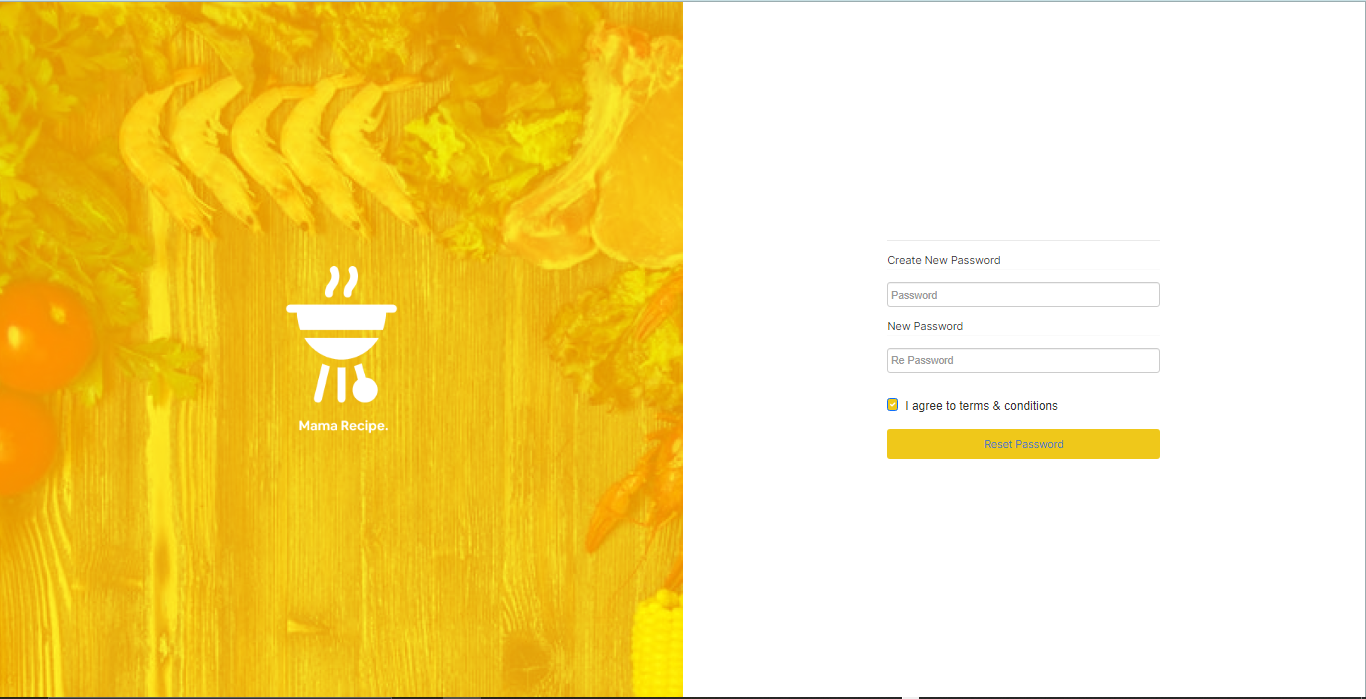 Mama Recipe.
Create New Password
Password
New Password
Re Password
I agree to terms & conditions
Reset Password